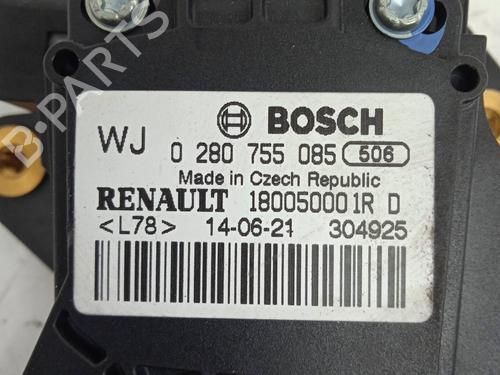 B-PARTS
BOSCH
WJ 0 280 755 085 506
Made in Czech Republic
RENAULT 180050001R D
<L78> 14-06-21 304925